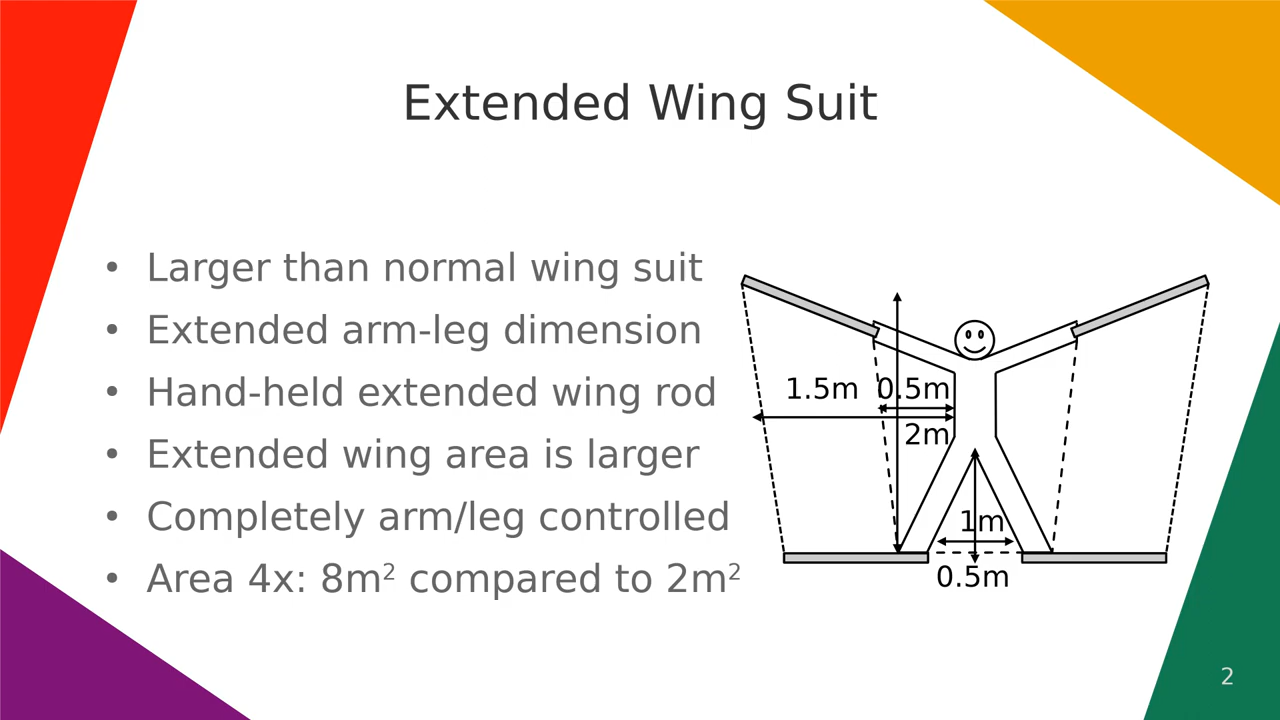 Extended Wing Suit
• Larger than normal wing suit
• Extended arm-leg dimension
• Hand-held extended wing rod
• Extended wing area is larger
• Completely arm/leg controlled
• Area 4x: 8m² compared to 2m²
1.5m 0.5m
2m
1m
0.5m
2